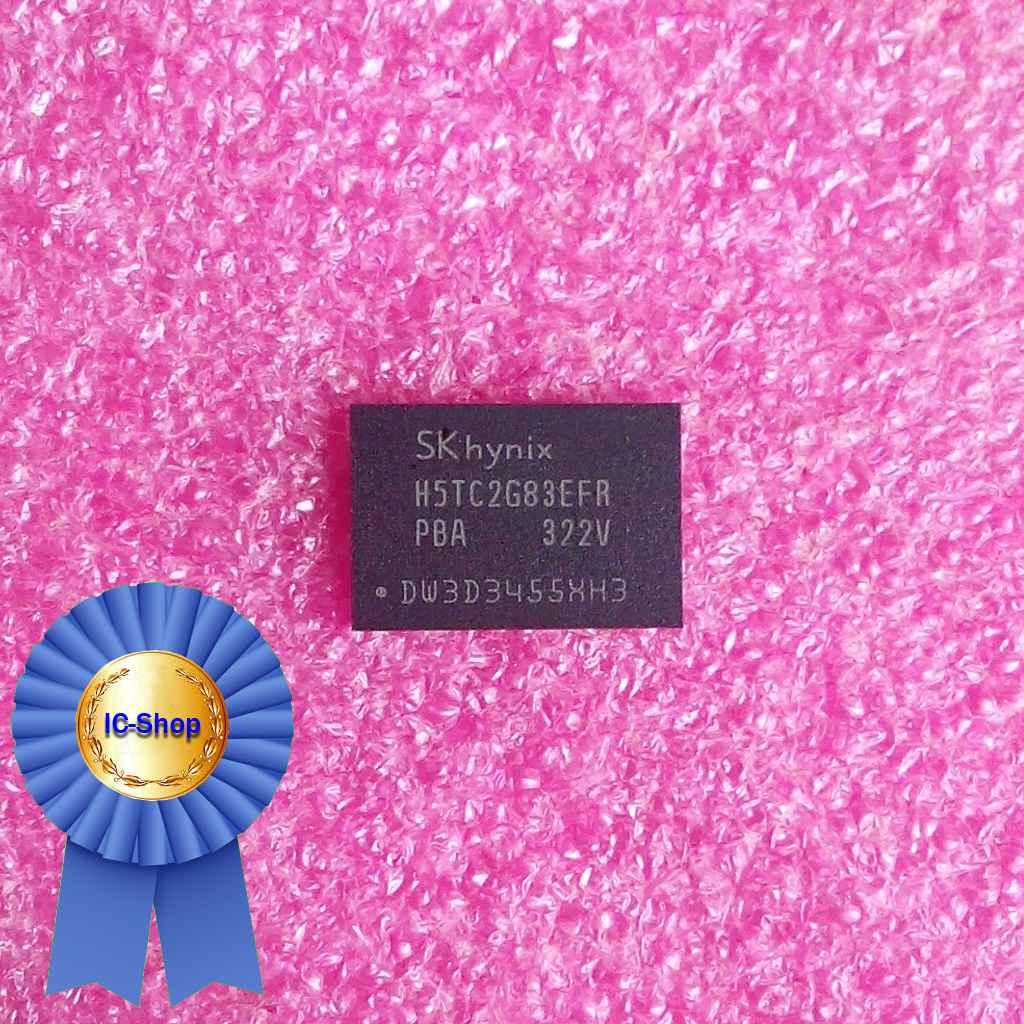 SK hynix
H5TC2G83EFR
PBA 322V
DW3D3455XH3
IC-Shop